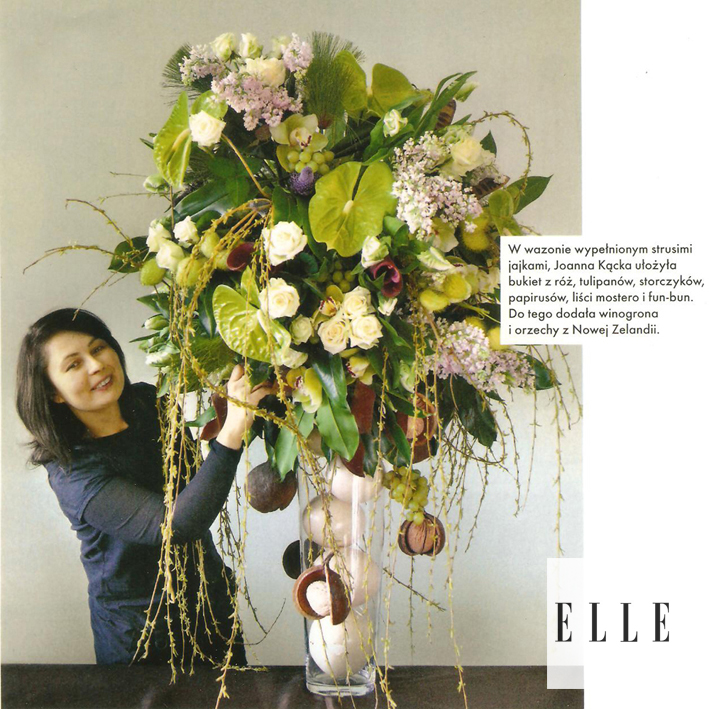 W wazonie wypełnionym strusimi
jajkami, Joanna Kącka ułożyła
bukiet z róż, tulipanów, storczyków,
papirusów, liści mostero i fun-bun.
Do tego dodała winogrona
i orzechy z Nowej Zelandii.
ELLE